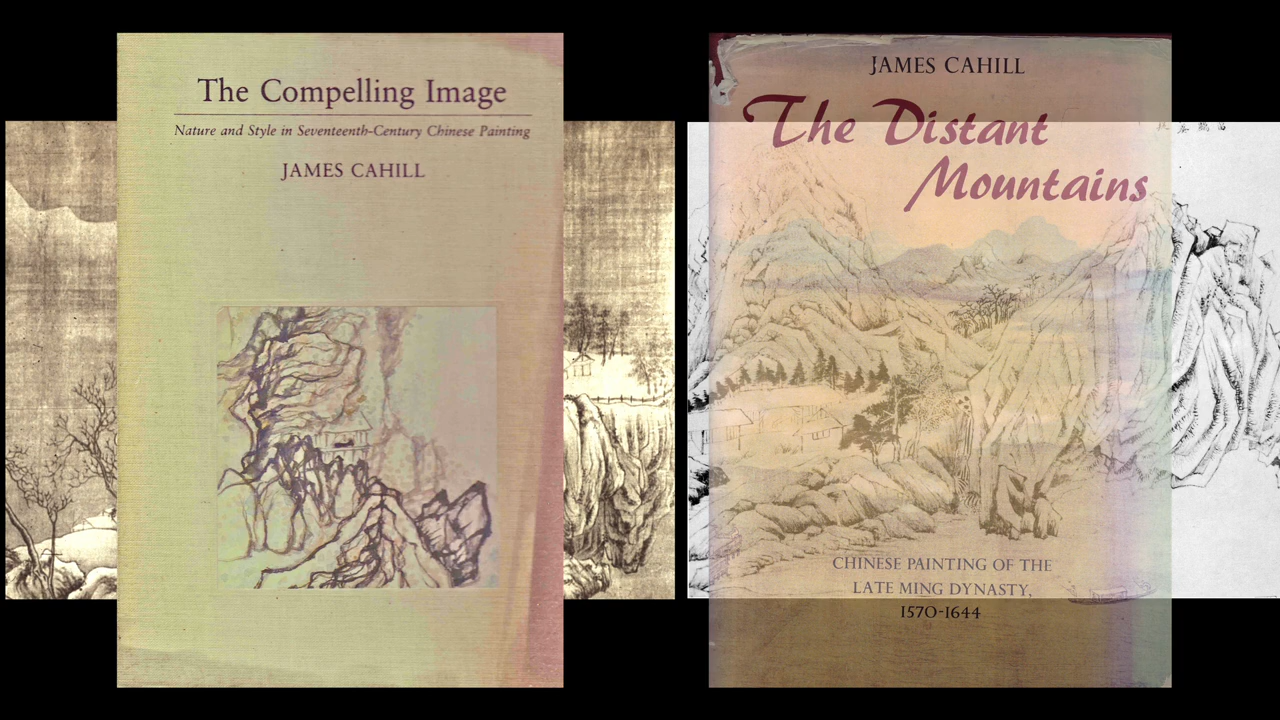 The Compelling Image
Nature and Style in Seventeenth-Century Chinese Painting
JAMES CAHILL
JAMES CAHILL
The Distant
Mountains
CHINESE PAINTING OF THE
LATE MING DYNASTY,
1570-1644